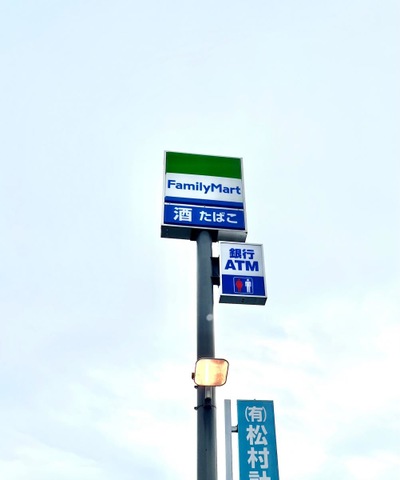 FamilyMart
酒 たばこ
銀行
ATM
(有)
松
村